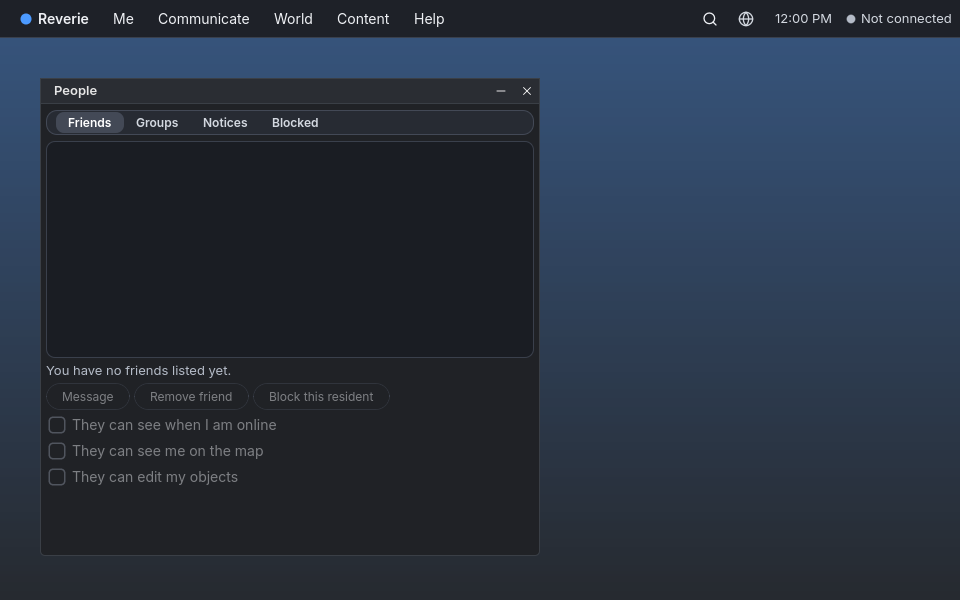 Reverie Me Communicate World Content Help 12:00 PM Not connected
People
Friends Groups Notices Blocked
You have no friends listed yet.
Message Remove friend Block this resident
They can see when I am online
They can see me on the map
They can edit my objects